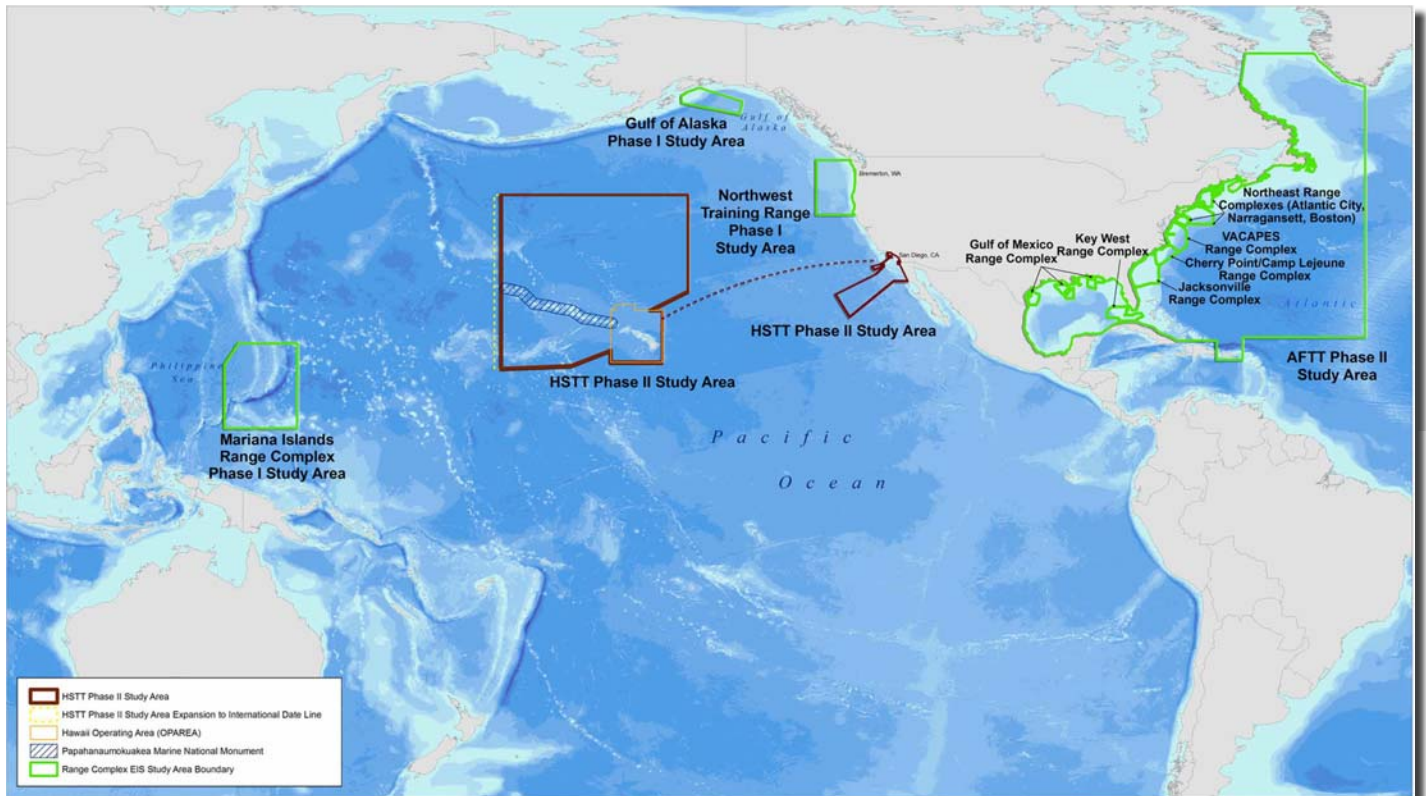 Gulf of Alaska
Phase I Study Area
Gulf of
Alaska
Bremerton, WA
Northwest
Training Range
Phase I
Study Area
San Diego, CA
HSTT Phase II Study Area
HSTT Phase II Study Area
Gulf of Mexico
Range Complex
Key West
Range Complex
Northeast Range
Complexes (Atlantic City,
Narragansett, Boston)
VACAPES
Range Complex
Cherry Point/Camp Lejeune
Range Complex
Jacksonville
Range Complex
Atlantic
AFTT Phase II
Study Area
Philippine
Sea
Mariana Islands
Range Complex
Phase I Study Area
Pacific
Ocean
HSTT Phase II Study Area
HSTT Phase II Study Area Expansion to International Date Line
Hawaii Operating Area (OPAREA)
Papahanaumokuakea Marine National Monument
Range Complex EIS Study Area Boundary